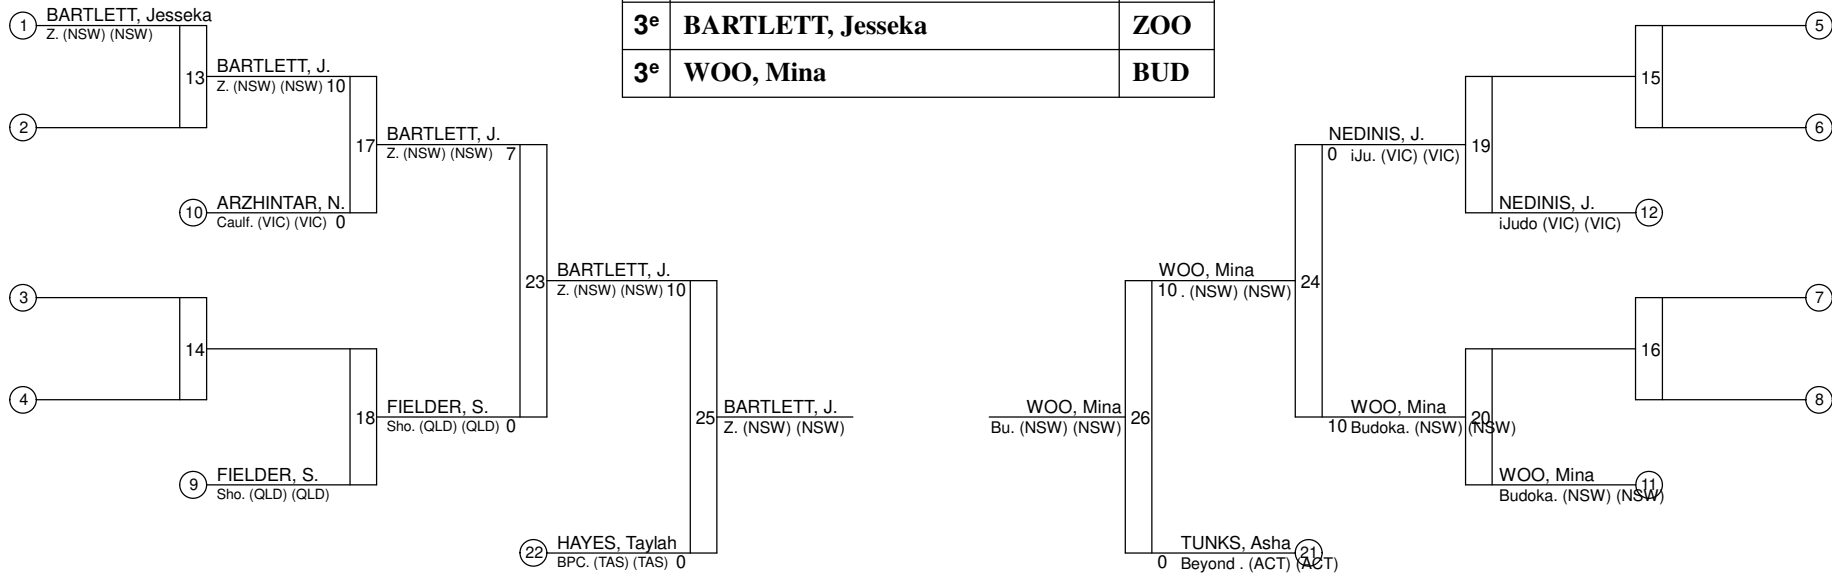 3e BARTLETT, Jesseka ZOO
3e WOO, Mina BUD
1 BARTLETT, Jesseka
Z. (NSW) (NSW)
2
13 BARTLETT, J.
Z. (NSW) (NSW) 10
10 ARZHINTAR, N.
Caulf. (VIC) (VIC) 0
17 BARTLETT, J.
Z. (NSW) (NSW) 7
3
4
14
9 FIELDER, S.
Sho. (QLD) (QLD)
18 FIELDER, S.
Sho. (QLD) (QLD) 0
23 BARTLETT, J.
Z. (NSW) (NSW) 10
22 HAYES, Taylah
BPC. (TAS) (TAS) 0
25 BARTLETT, J.
Z. (NSW) (NSW)
5
15
6
NEDINIS, J. 19
0 iJu. (VIC) (VIC)
NEDINIS, J. 12
iJudo (VIC) (VIC)
WOO, Mina 24
10 . (NSW) (NSW)
7
16
8
WOO, Mina 20
10 Budoka. (NSW) (NSW)
WOO, Mina 11
Budoka. (NSW) (NSW)
WOO, Mina 26
Bu. (NSW) (NSW)
TUNKS, Asha 21
0 Beyond . (ACT) (ACT)